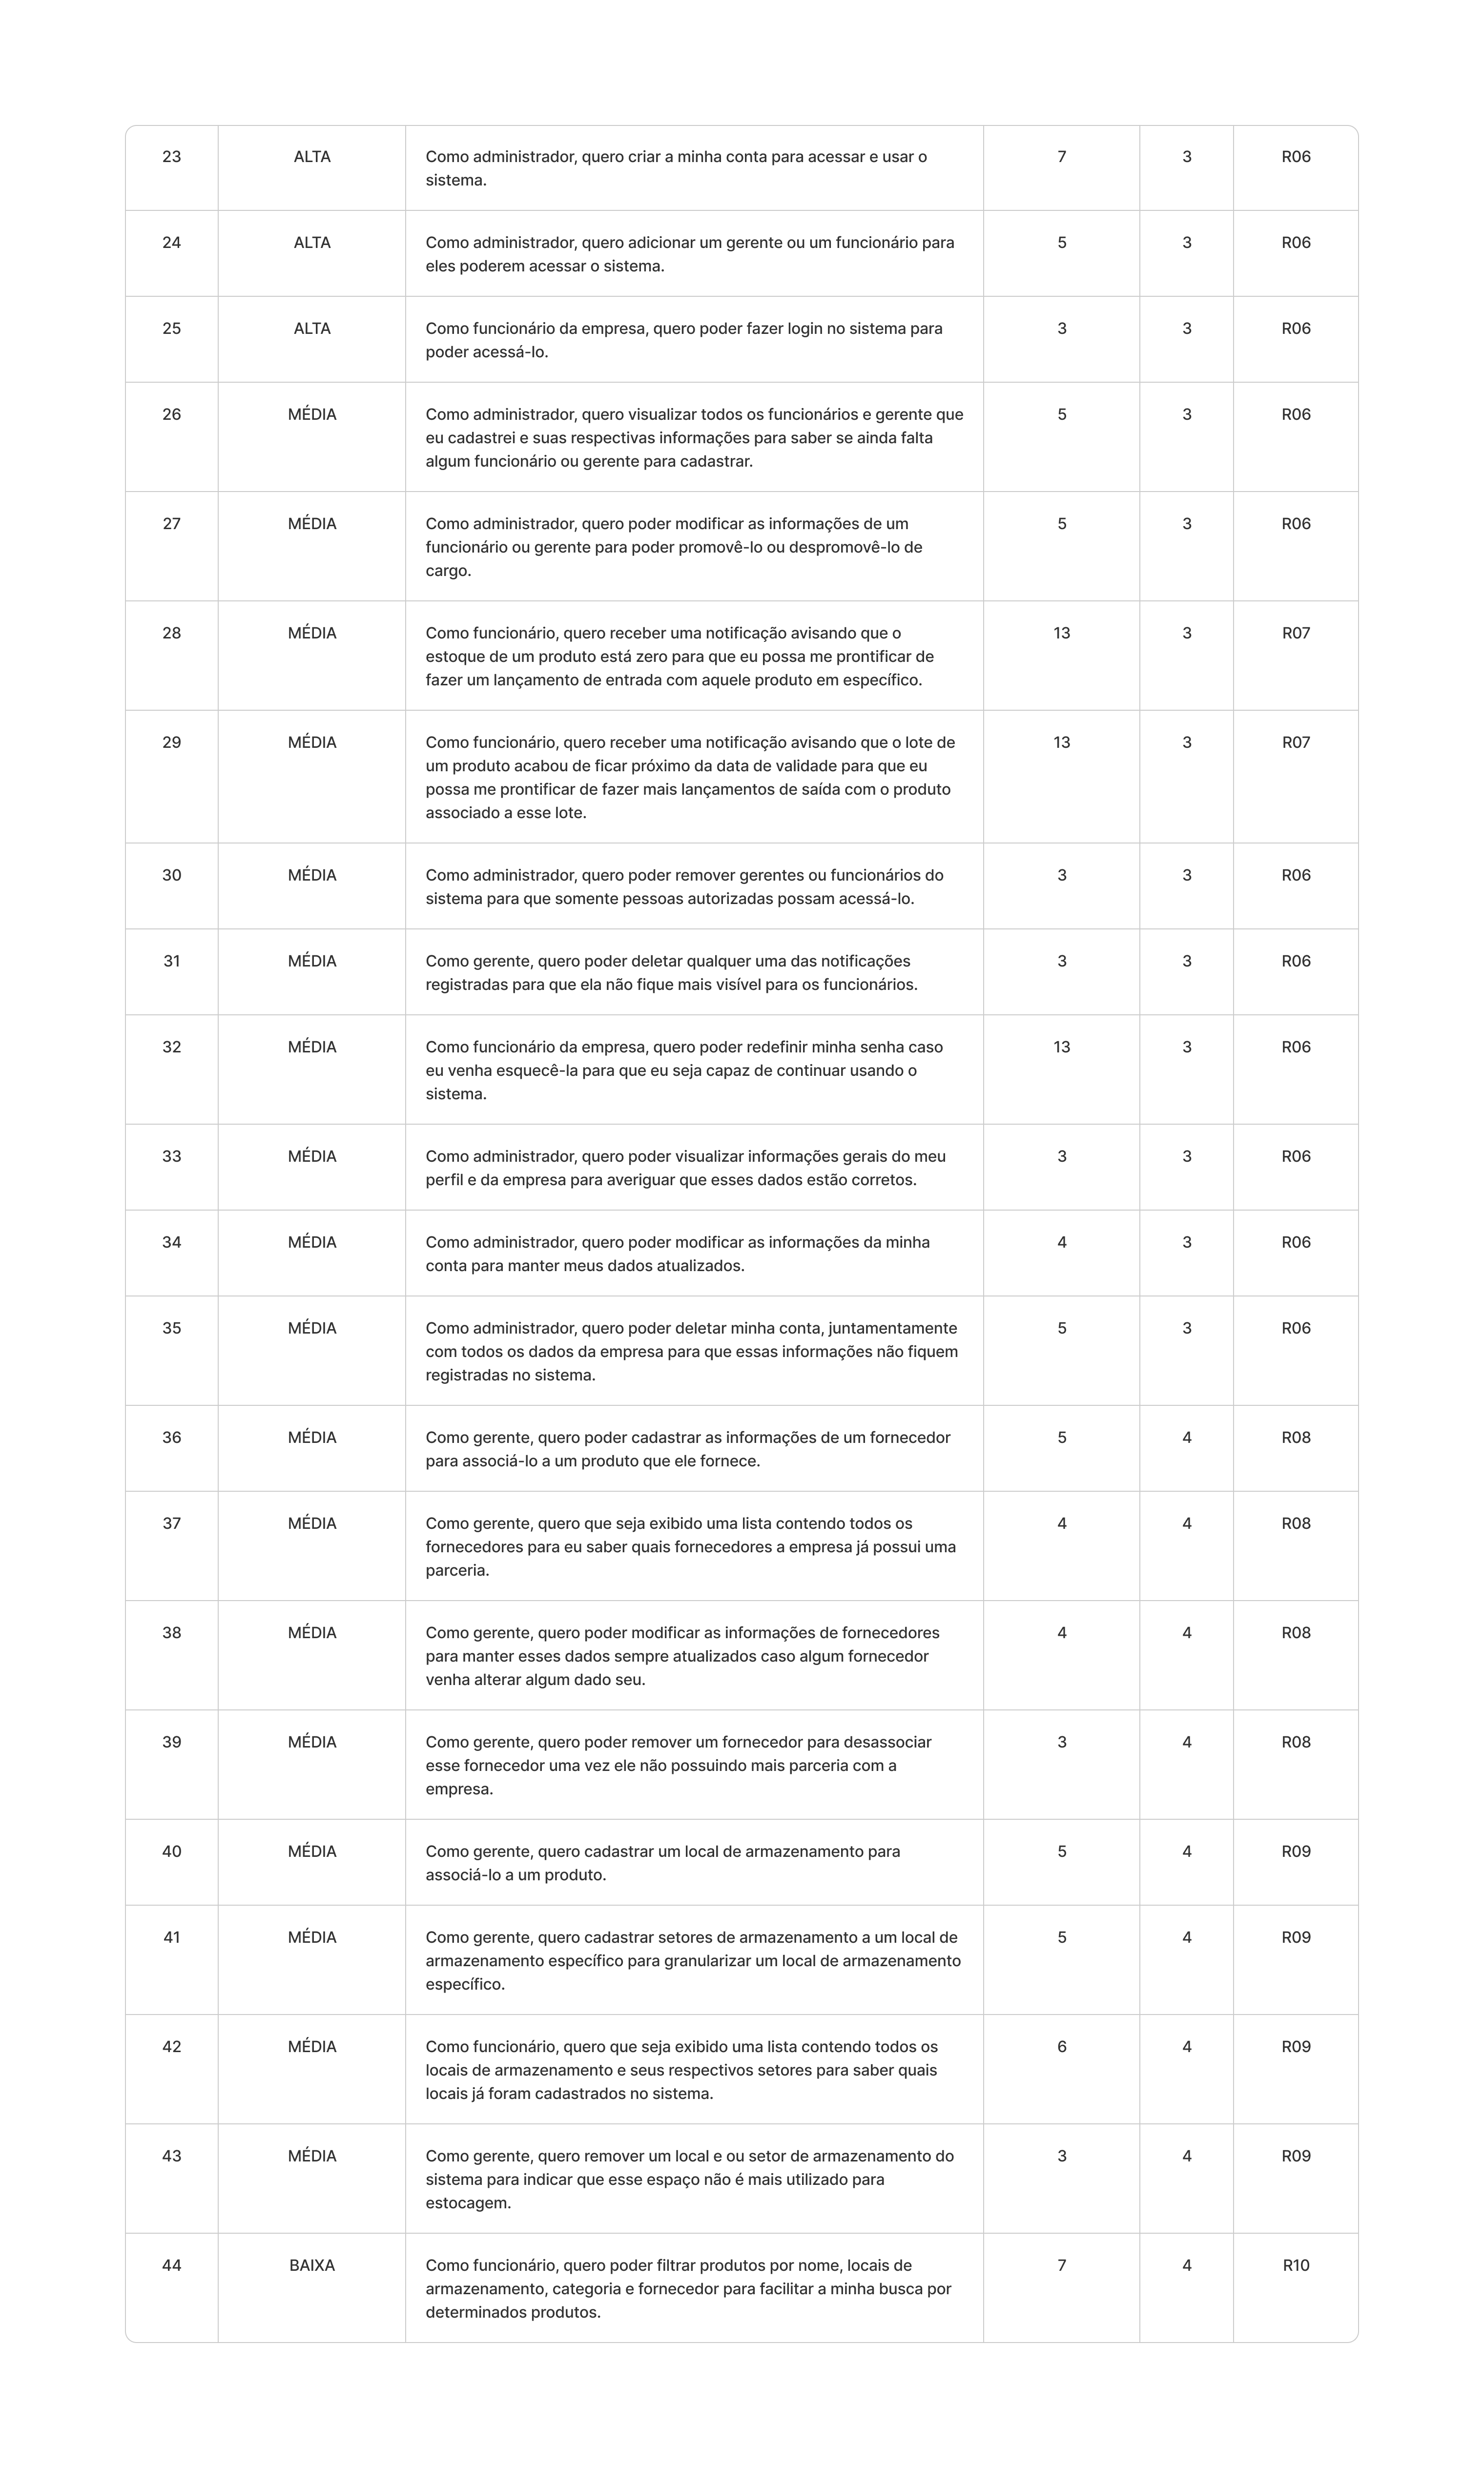 23 ALTA Como administrador, quero criar a minha conta para acessar e usar o 7 3 R06
sistema.
24 ALTA Como administrador, quero adicionar um gerente ou um funcionário para 5 3 R06
eles poderem acessar o sistema.
25 ALTA Como funcionário da empresa, quero poder fazer login no sistema para 3 3 R06
poder acessá-lo.
26 MÉDIA Como administrador, quero visualizar todos os funcionários e gerente que 5 3 R06
eu cadastrei e suas respectivas informações para saber se ainda falta
algum funcionário ou gerente para cadastrar.
27 MÉDIA Como administrador, quero poder modificar as informações de um 5 3 R06
funcionário ou gerente para poder promovê-lo ou despromovê-lo de
cargo.
28 MÉDIA Como funcionário, quero receber uma notificação avisando que o 13 3 R07
estoque de um produto está zero para que eu possa me prontificar de
fazer um lançamento de entrada com aquele produto em específico.
29 MÉDIA Como funcionário, quero receber uma notificação avisando que o lote de 13 3 R07
um produto acabou de ficar próximo da data de validade para que eu
possa me prontificar de fazer mais lançamentos de saída com o produto
associado a esse lote.
30 MÉDIA Como administrador, quero poder remover gerentes ou funcionários do 3 3 R06
sistema para que somente pessoas autorizadas possam acessá-lo.
31 MÉDIA Como gerente, quero poder deletar qualquer uma das notificações 3 3 R06
registradas para que ela não fique mais visível para os funcionários.
32 MÉDIA Como funcionário da empresa, quero poder redefinir minha senha caso 13 3 R06
eu venha esquecê-la para que eu seja capaz de continuar usando o
sistema.
33 MÉDIA Como administrador, quero poder visualizar informações gerais do meu 3 3 R06
perfil e da empresa para averiguar que esses dados estão corretos.
34 MÉDIA Como administrador, quero poder modificar as informações da minha 4 3 R06
conta para manter meus dados atualizados.
35 MÉDIA Como administrador, quero poder deletar minha conta, juntamentamente 5 3 R06
com todos os dados da empresa para que essas informações não fiquem
registradas no sistema.
36 MÉDIA Como gerente, quero poder cadastrar as informações de um fornecedor 5 4 R08
para associá-lo a um produto que ele fornece.
37 MÉDIA Como gerente, quero que seja exibido uma lista contendo todos os 4 4 R08
fornecedores para eu saber quais fornecedores a empresa já possui uma
parceria.
38 MÉDIA Como gerente, quero poder modificar as informações de fornecedores 4 4 R08
para manter esses dados sempre atualizados caso algum fornecedor
venha alterar algum dado seu.
39 MÉDIA Como gerente, quero poder remover um fornecedor para desassociar 3 4 R08
esse fornecedor uma vez ele não possuindo mais parceria com a
empresa.
40 MÉDIA Como gerente, quero cadastrar um local de armazenamento para 5 4 R09
associá-lo a um produto.
41 MÉDIA Como gerente, quero cadastrar setores de armazenamento a um local de 5 4 R09
armazenamento específico para granularizar um local de armazenamento
específico.
42 MÉDIA Como funcionário, quero que seja exibido uma lista contendo todos os 6 4 R09
locais de armazenamento e seus respectivos setores para saber quais
locais já foram cadastrados no sistema.
43 MÉDIA Como gerente, quero remover um local e ou setor de armazenamento do 3 4 R09
sistema para indicar que esse espaço não é mais utilizado para
estocagem.
44 BAIXA Como funcionário, quero poder filtrar produtos por nome, locais de 7 4 R10
armazenamento, categoria e fornecedor para facilitar a minha busca por
determinados produtos.